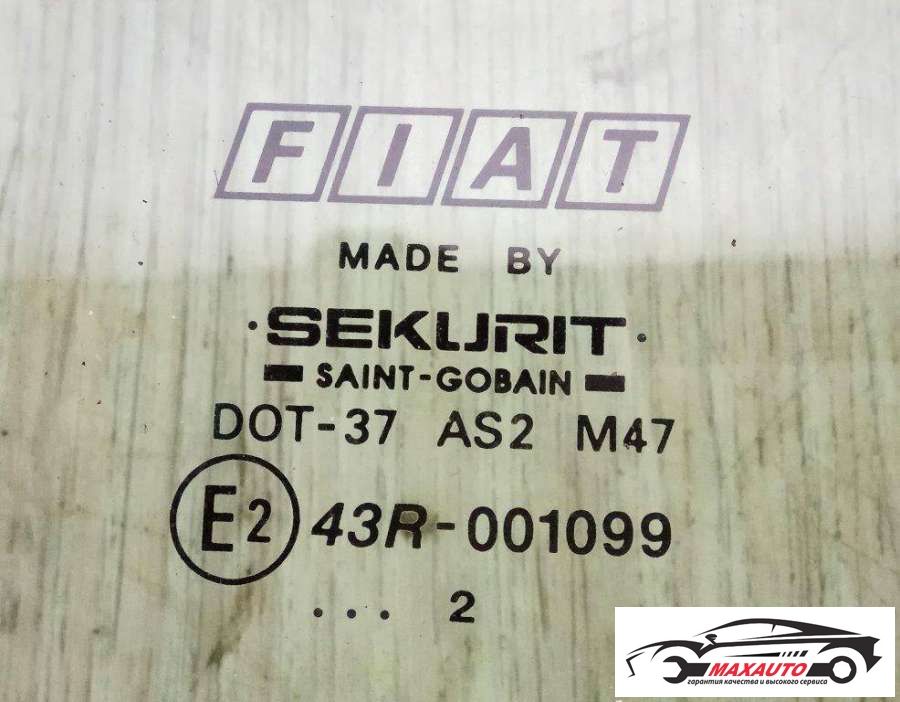 FIAT
MADE BY
·SEKURIT·
SAINT-GOBAIN
DOT-37 AS2 M47
E2 43R-001099
... 2
MAXAUTO
гарантия качества и высокого сервиса